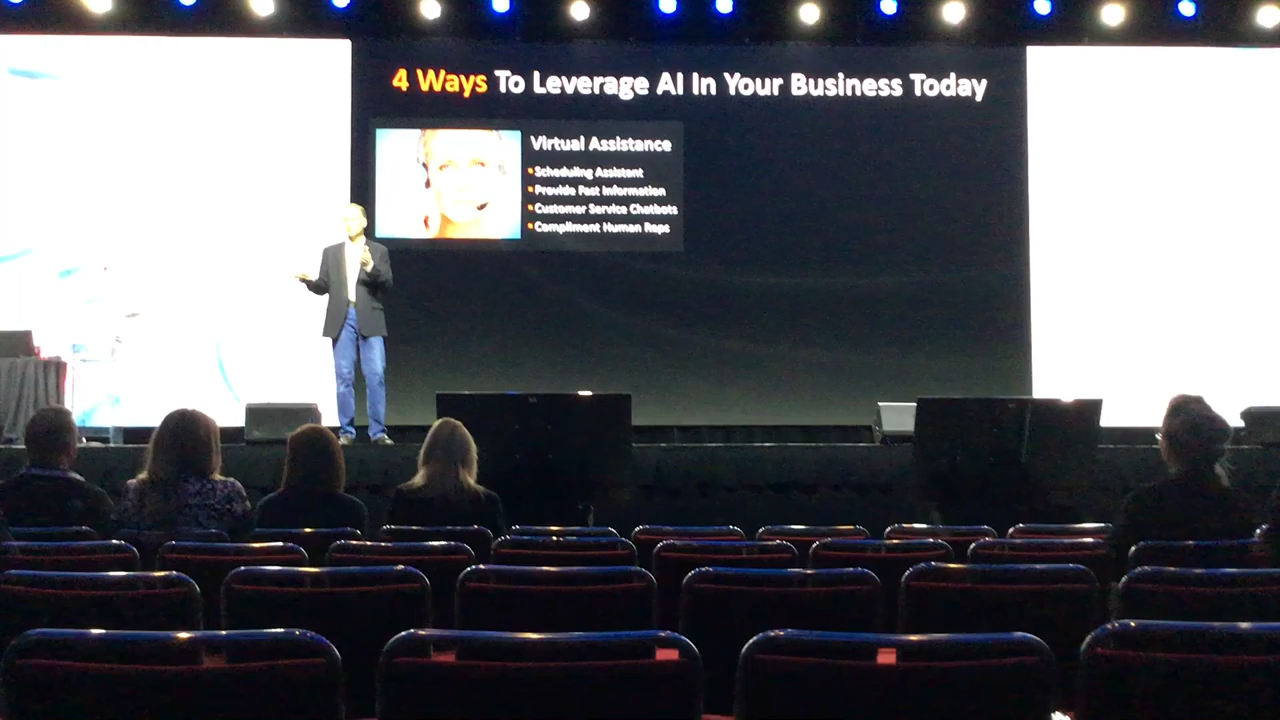 4 Ways To Leverage AI In Your Business Today
Virtual Assistance
• Scheduling Assistant
• Provide Fast Information
• Customer Service Chatbots
• Compliment Human Reps